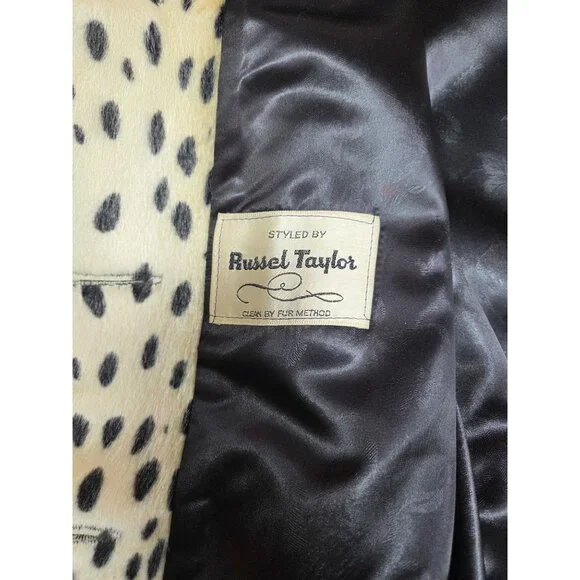 STYLED BY
Russel Taylor
CLEAN BY FUR METHOD